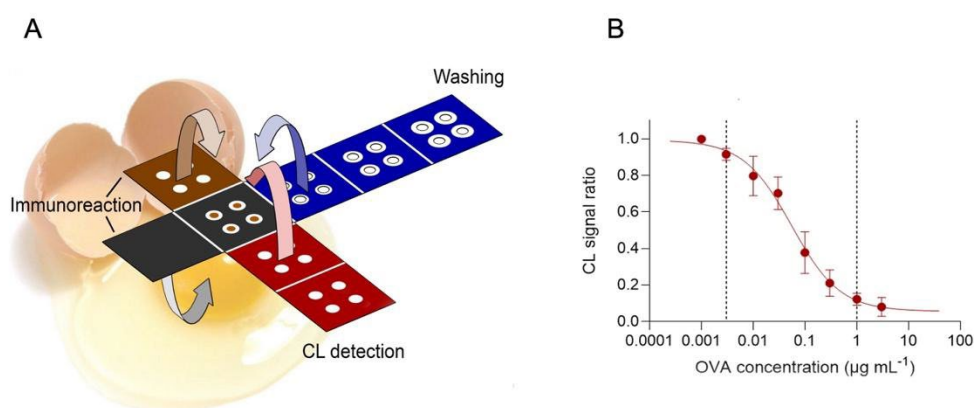 A
Washing
Immunoreaction
CL detection
B
CL signal ratio
1.0
0.8
0.6
0.4
0.2
0.0
0.0001 0.001 0.01 0.1 1 10 100
OVA concentration (µg mL⁻¹)